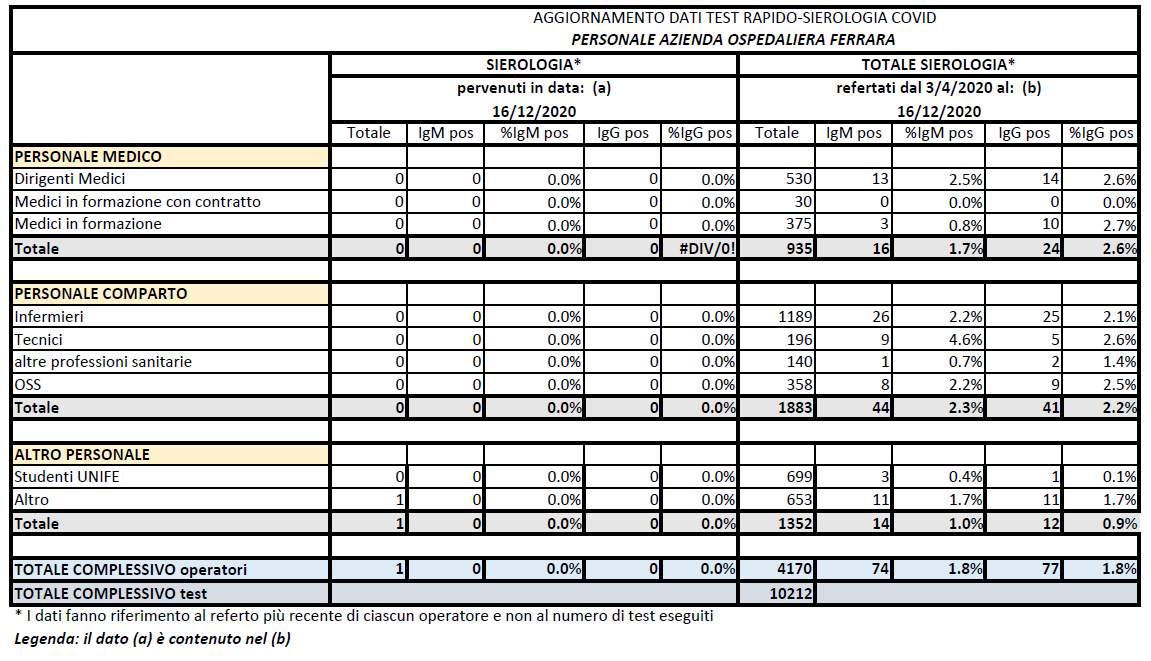 AGGIORNAMENTO DATI TEST RAPIDO-SIEROLOGIA COVID
PERSONALE AZIENDA OSPEDALIERA FERRARA
SIEROLOGIA* TOTALE SIEROLOGIA*
pervenuti in data: (a) refertati dal 3/4/2020 al: (b)
16/12/2020 16/12/2020
Totale IgM pos %IgM pos IgG pos %IgG pos Totale IgM pos %IgM pos IgG pos %IgG pos
PERSONALE MEDICO
Dirigenti Medici 0 0 0.0% 0 0.0% 530 13 2.5% 14 2.6%
Medici in formazione con contratto 0 0 0.0% 0 0.0% 30 0 0.0% 0 0.0%
Medici in formazione 0 0 0.0% 0 0.0% 375 3 0.8% 10 2.7%
Totale 0 0 0.0% 0 #DIV/0! 935 16 1.7% 24 2.6%
PERSONALE COMPARTO
Infermieri 0 0 0.0% 0 0.0% 1189 26 2.2% 25 2.1%
Tecnici 0 0 0.0% 0 0.0% 196 9 4.6% 5 2.6%
altre professioni sanitarie 0 0 0.0% 0 0.0% 140 1 0.7% 2 1.4%
OSS 0 0 0.0% 0 0.0% 358 8 2.2% 9 2.5%
Totale 0 0 0.0% 0 0.0% 1883 44 2.3% 41 2.2%
ALTRO PERSONALE
Studenti UNIFE 0 0 0.0% 0 0.0% 699 3 0.4% 1 0.1%
Altro 1 0 0.0% 0 0.0% 653 11 1.7% 11 1.7%
Totale 1 0 0.0% 0 0.0% 1352 14 1.0% 12 0.9%
TOTALE COMPLESSIVO operatori 1 0 0.0% 0 0.0% 4170 74 1.8% 77 1.8%
TOTALE COMPLESSIVO test 10212
* I dati fanno riferimento al referto più recente di ciascun operatore e non al numero di test eseguiti
Legenda: il dato (a) è contenuto nel (b)